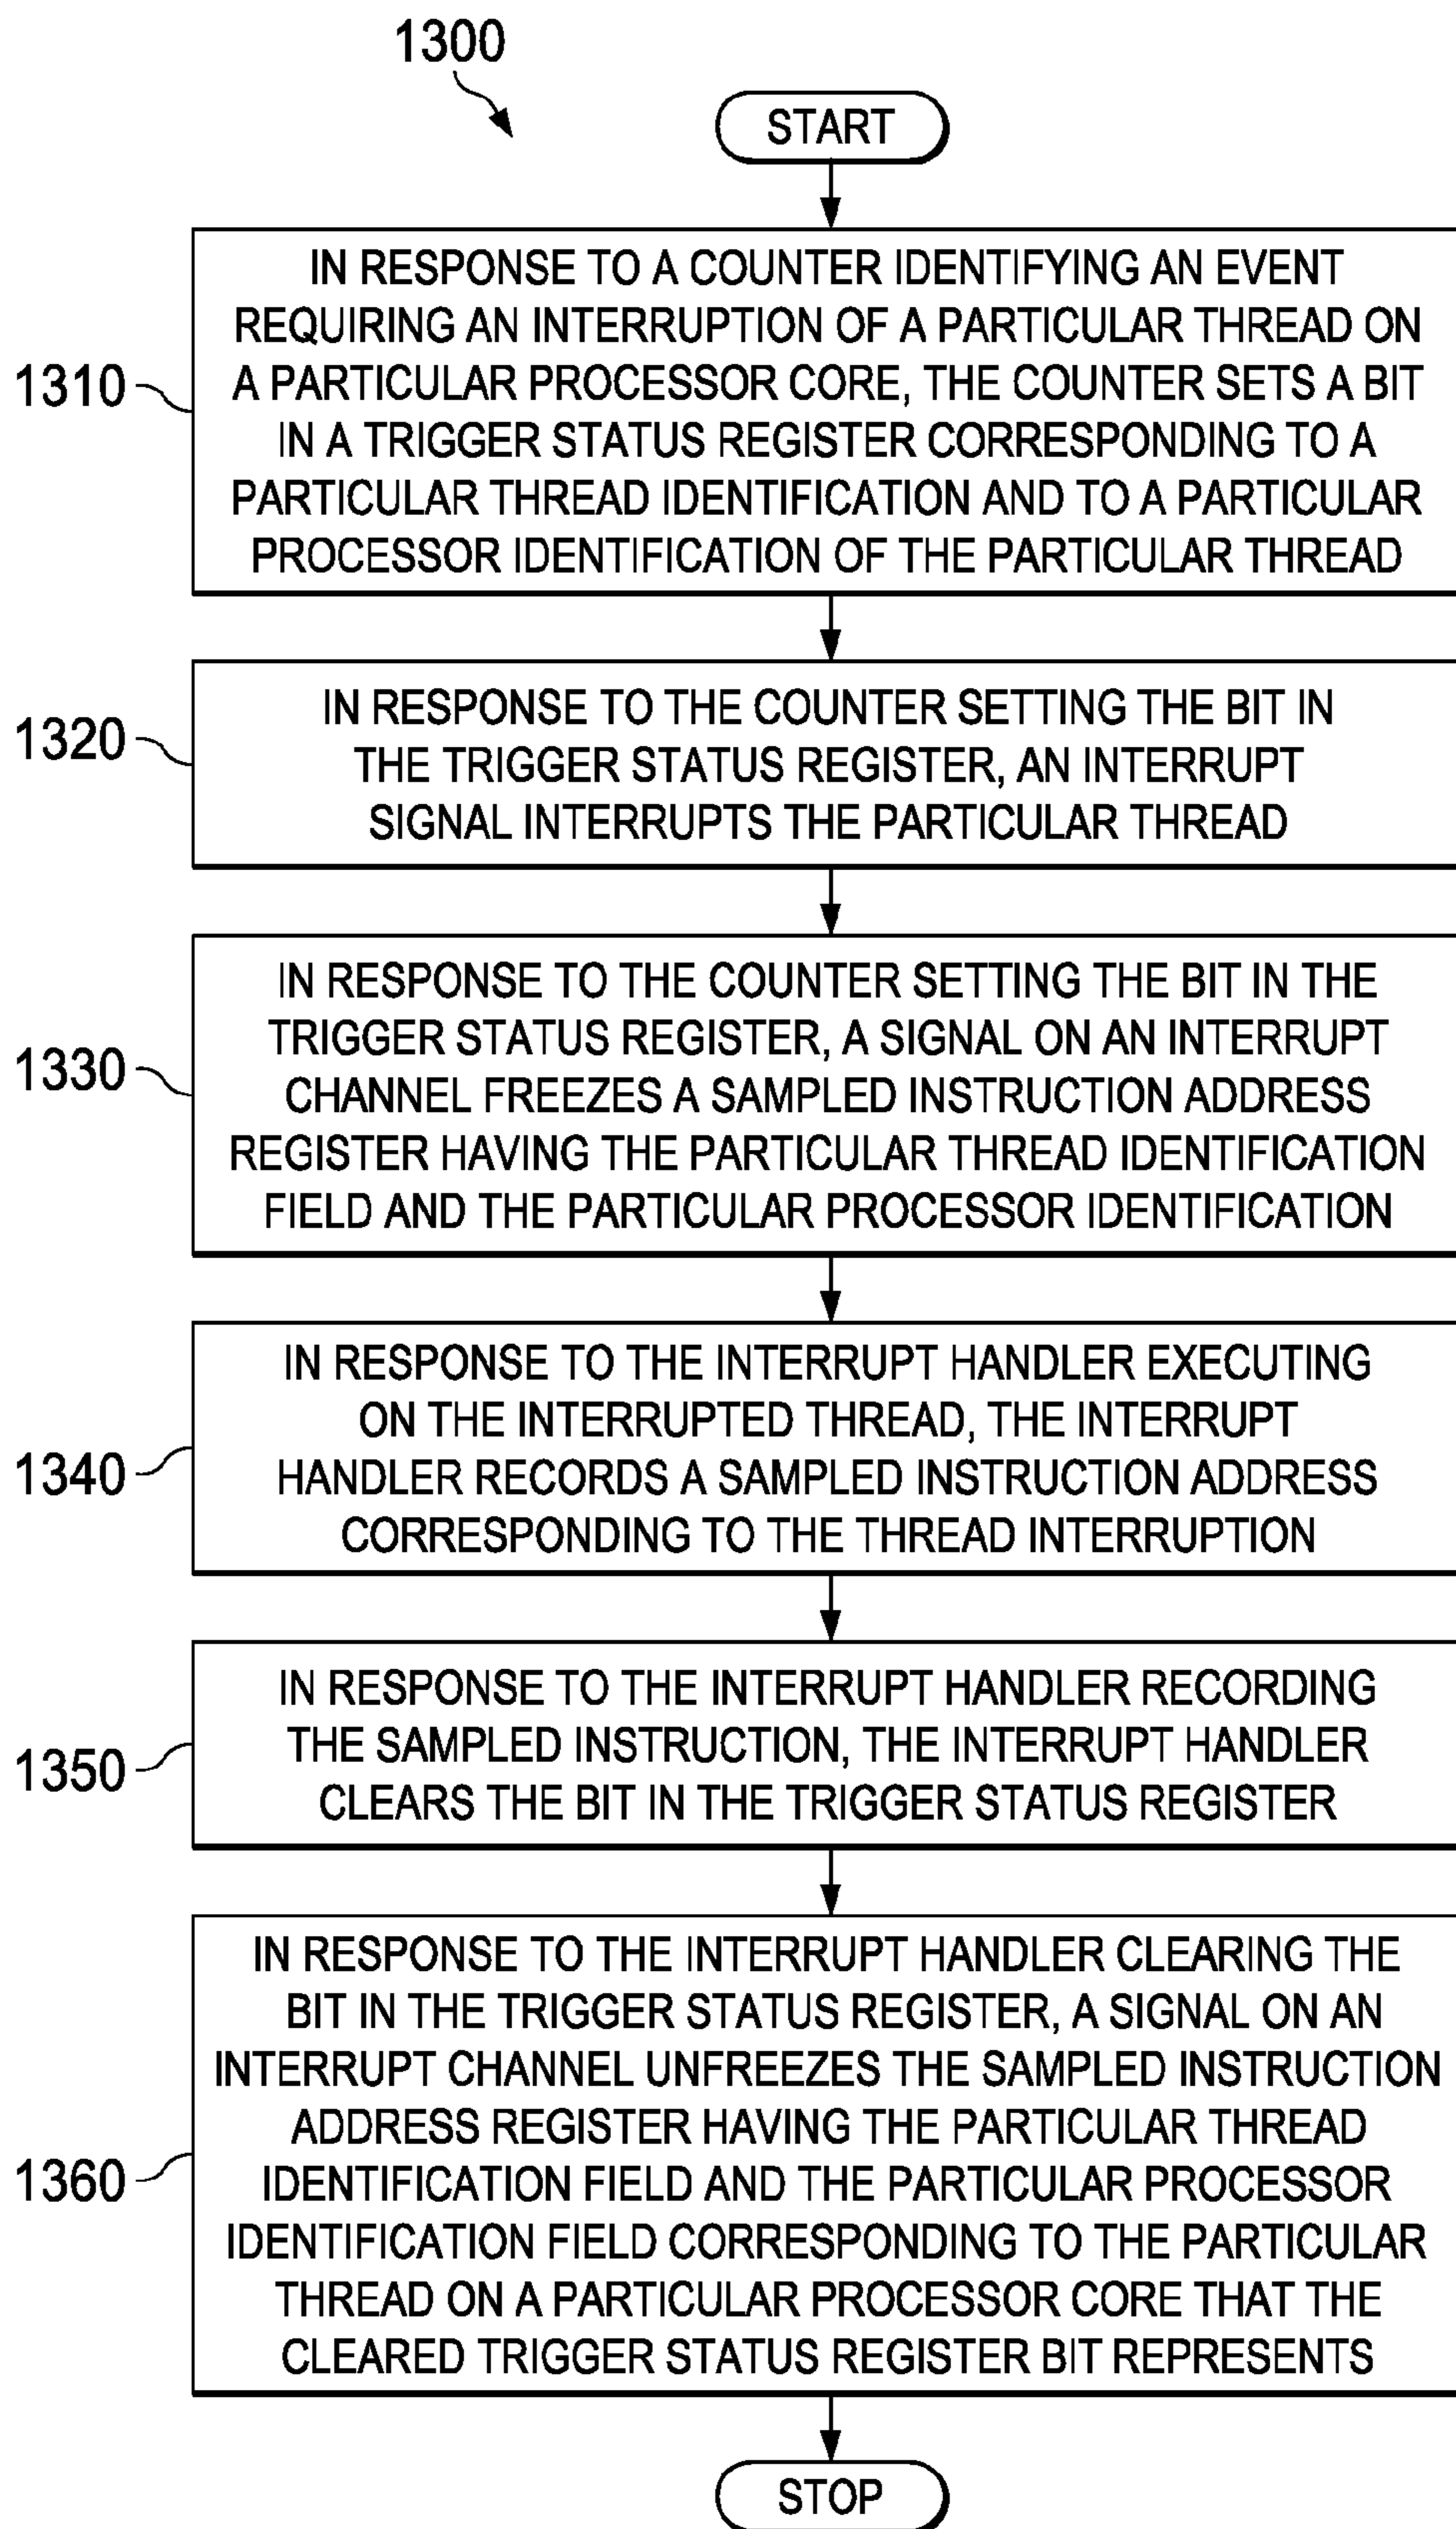 1300
START
1310
IN RESPONSE TO A COUNTER IDENTIFYING AN EVENT
REQUIRING AN INTERRUPTION OF A PARTICULAR THREAD ON
A PARTICULAR PROCESSOR CORE, THE COUNTER SETS A BIT
IN A TRIGGER STATUS REGISTER CORRESPONDING TO A
PARTICULAR THREAD IDENTIFICATION AND TO A PARTICULAR
PROCESSOR IDENTIFICATION OF THE PARTICULAR THREAD
1320
IN RESPONSE TO THE COUNTER SETTING THE BIT IN
THE TRIGGER STATUS REGISTER, AN INTERRUPT
SIGNAL INTERRUPTS THE PARTICULAR THREAD
1330
IN RESPONSE TO THE COUNTER SETTING THE BIT IN THE
TRIGGER STATUS REGISTER, A SIGNAL ON AN INTERRUPT
CHANNEL FREEZES A SAMPLED INSTRUCTION ADDRESS
REGISTER HAVING THE PARTICULAR THREAD IDENTIFICATION
FIELD AND THE PARTICULAR PROCESSOR IDENTIFICATION
1340
IN RESPONSE TO THE INTERRUPT HANDLER EXECUTING
ON THE INTERRUPTED THREAD, THE INTERRUPT
HANDLER RECORDS A SAMPLED INSTRUCTION ADDRESS
CORRESPONDING TO THE THREAD INTERRUPTION
1350
IN RESPONSE TO THE INTERRUPT HANDLER RECORDING
THE SAMPLED INSTRUCTION, THE INTERRUPT HANDLER
CLEARS THE BIT IN THE TRIGGER STATUS REGISTER
1360
IN RESPONSE TO THE INTERRUPT HANDLER CLEARING THE
BIT IN THE TRIGGER STATUS REGISTER, A SIGNAL ON AN
INTERRUPT CHANNEL UNFREEZES THE SAMPLED INSTRUCTION
ADDRESS REGISTER HAVING THE PARTICULAR THREAD
IDENTIFICATION FIELD AND THE PARTICULAR PROCESSOR
IDENTIFICATION FIELD CORRESPONDING TO THE PARTICULAR
THREAD ON A PARTICULAR PROCESSOR CORE THAT THE
CLEARED TRIGGER STATUS REGISTER BIT REPRESENTS
STOP